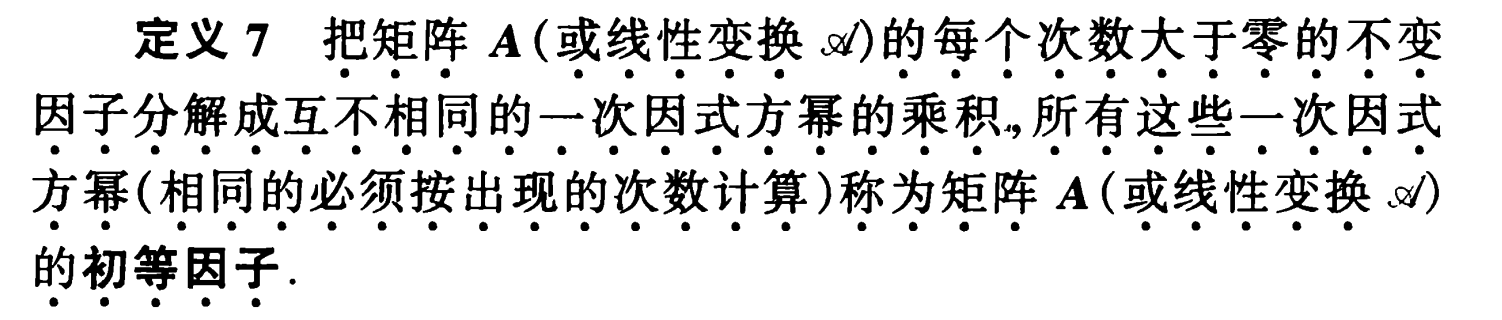 定义 7 把矩阵 A(或线性变换 𝒜)的每个次数大于零的不变
因子分解成互不相同的一次因式方幂的乘积,所有这些一次因式
方幂(相同的必须按出现的次数计算)称为矩阵 A(或线性变换 𝒜)
的初等因子.